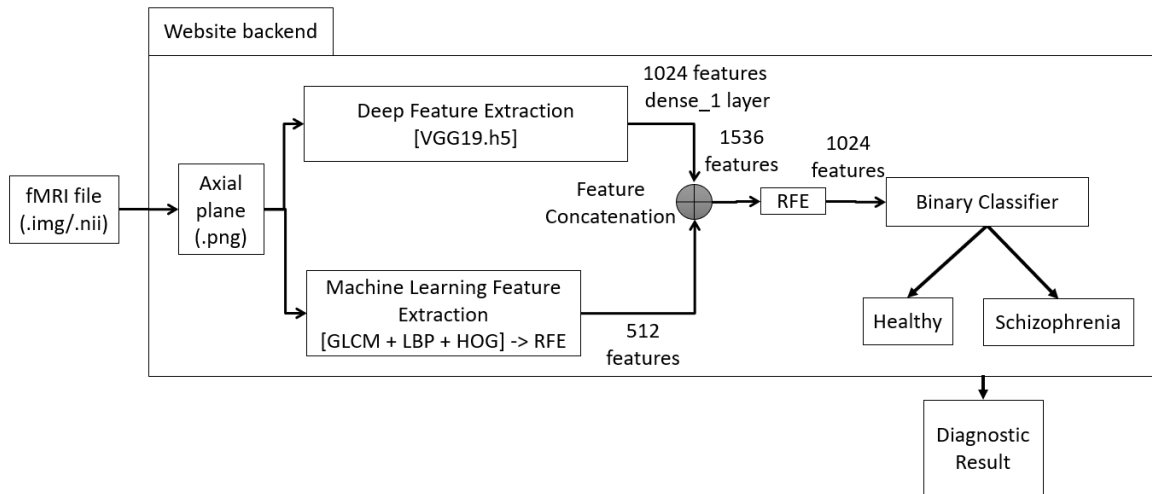 Website backend
fMRI file
(.img/.nii)
Axial
plane
(.png)
Deep Feature Extraction
[VGG19.h5]
1024 features
dense_1 layer
Machine Learning Feature
Extraction
[GLCM + LBP + HOG] -> RFE
512
features
Feature
Concatenation
1536
features
RFE
1024
features
Binary Classifier
Healthy
Schizophrenia
Diagnostic
Result